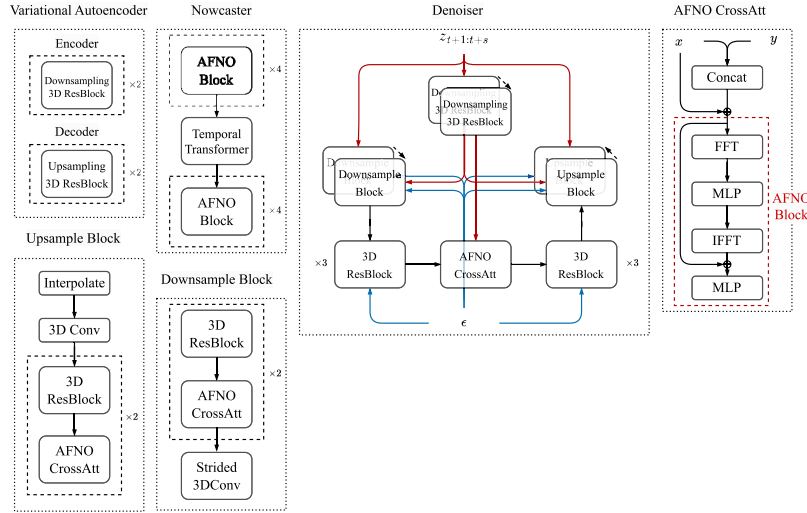 Variational Autoencoder
Encoder
Downsampling
3D ResBlock
×2
Decoder
Upsampling
3D ResBlock
×2
Nowcaster
AFNO
Block
×4
Temporal
Transformer
AFNO
Block
×4
Denoiser
z_{t+1:t+s}
Downsampling
3D ResBlock
Downsample
Block
Upsample
Block
×3
3D
ResBlock
AFNO
CrossAtt
3D
ResBlock
×3
ϵ
AFNO CrossAtt
x
y
Concat
FFT
MLP
IFFT
MLP
AFNO
Block
Upsample Block
Interpolate
3D Conv
3D
ResBlock
AFNO
CrossAtt
×2
Downsample Block
3D
ResBlock
AFNO
CrossAtt
×2
Strided
3DConv